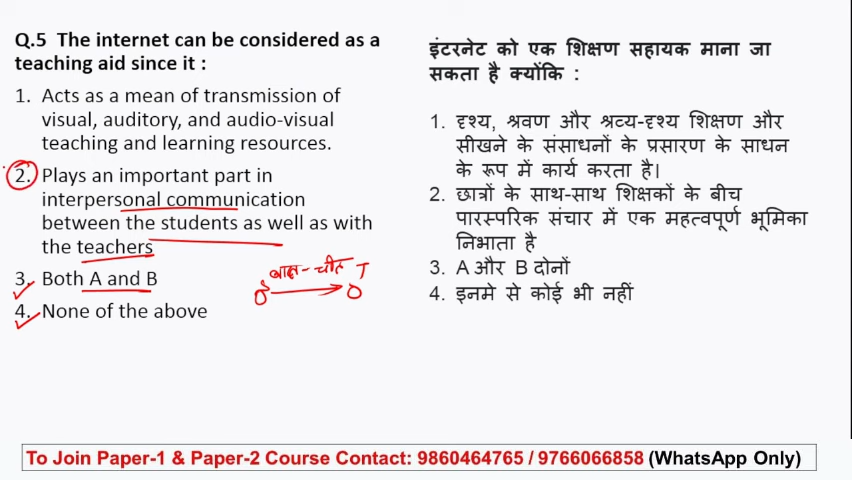 Q.5 The internet can be considered as a
teaching aid since it :
1. Acts as a mean of transmission of
visual, auditory, and audio-visual
teaching and learning resources.
2. Plays an important part in
interpersonal communication
between the students as well as with
the teachers
3. Both A and B
4. None of the above
बात-चीत T
इंटरनेट को एक शिक्षण सहायक माना जा
सकता है क्योंकि :
1. दृश्य, श्रवण और श्रव्य-दृश्य शिक्षण और
सीखने के संसाधनों के प्रसारण के साधन
के रूप में कार्य करता है।
2. छात्रों के साथ-साथ शिक्षकों के बीच
पारस्परिक संचार में एक महत्वपूर्ण भूमिका
निभाता है
3. A और B दोनों
4. इनमे से कोई भी नहीं
To Join Paper-1 & Paper-2 Course Contact: 9860464765 / 9766066858 (WhatsApp Only)